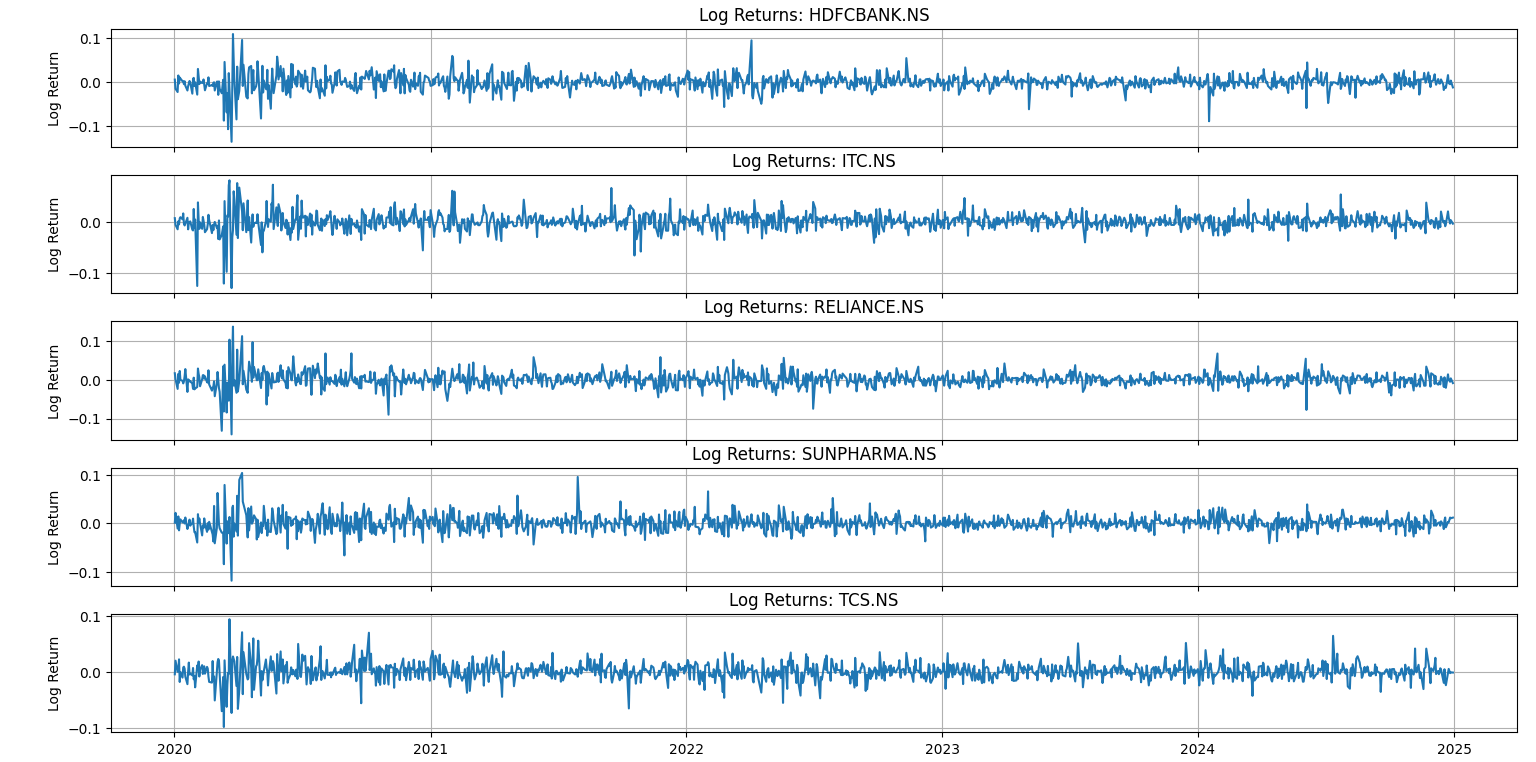 Log Returns: HDFCBANK.NS
0.1
0.0
−0.1
Log Return
Log Returns: ITC.NS
0.0
−0.1
Log Return
Log Returns: RELIANCE.NS
0.1
0.0
−0.1
Log Return
Log Returns: SUNPHARMA.NS
0.1
0.0
−0.1
Log Return
Log Returns: TCS.NS
0.1
0.0
−0.1
Log Return
2020 2021 2022 2023 2024 2025